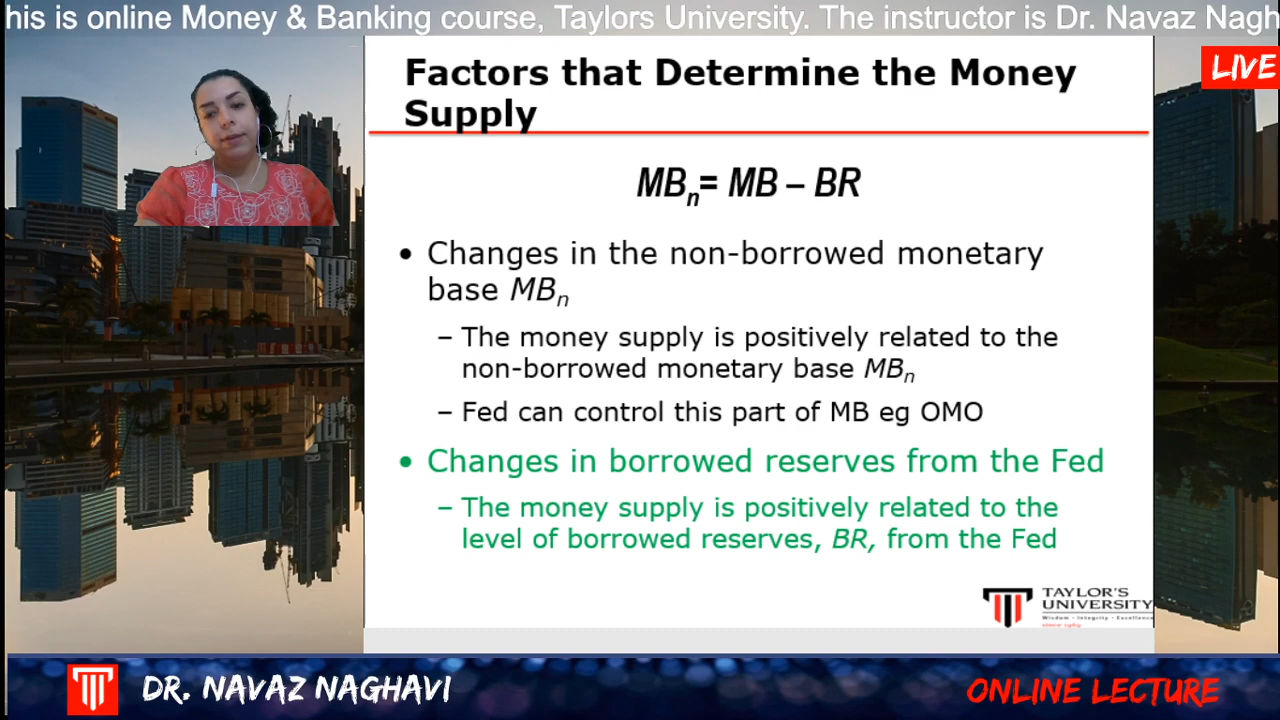 his is online Money & Banking course, Taylors University. The instructor is Dr. Navaz Nagh
LIVE
Factors that Determine the Money
Supply
MBn= MB – BR
• Changes in the non-borrowed monetary
base MBn
– The money supply is positively related to the
non-borrowed monetary base MBn
– Fed can control this part of MB eg OMO
• Changes in borrowed reserves from the Fed
– The money supply is positively related to the
level of borrowed reserves, BR, from the Fed
TAYLOR'S
UNIVERSITY
Wisdom · Integrity · Excellence
DR. NAVAZ NAGHAVI
ONLINE LECTURE